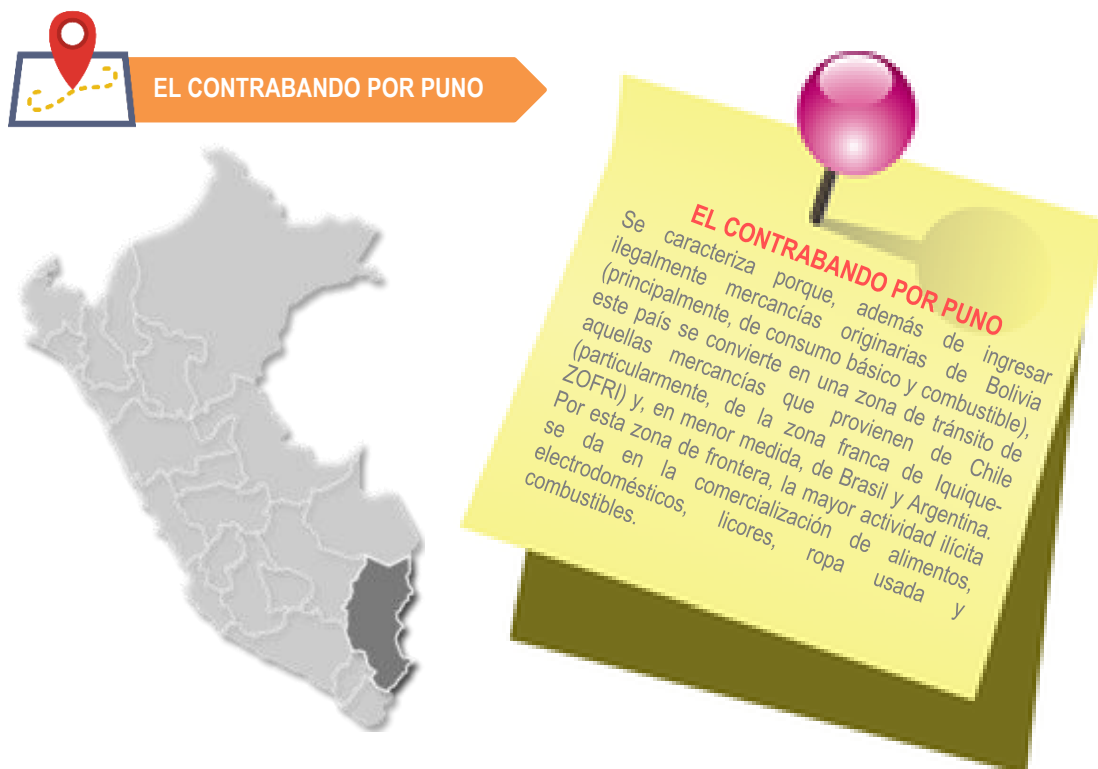 EL CONTRABANDO POR PUNO
EL CONTRABANDO POR PUNO
Se caracteriza porque, además de ingresar
ilegalmente mercancías originarias de Bolivia
(principalmente, de consumo básico y combustible),
este país se convierte en una zona de tránsito de
aquellas mercancías que provienen de Chile
(particularmente, de la zona franca de Iquique-
ZOFRI) y, en menor medida, de Brasil y Argentina.
Por esta zona de frontera, la mayor actividad ilícita
se da en la comercialización de alimentos,
electrodomésticos, licores, ropa usada y
combustibles.